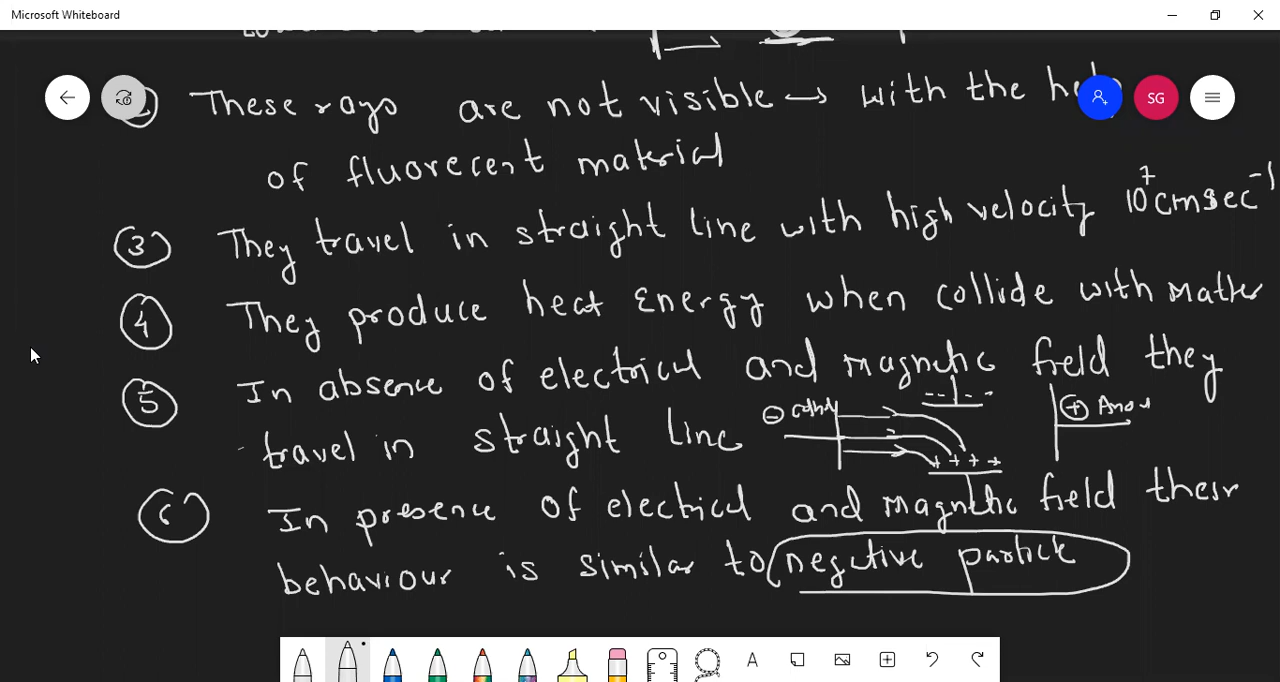 Microsoft Whiteboard
These rays are not visible → with the help
SG
of fluorecent material
③ They travel in straight line with high velocity 10⁷cmsec⁻¹
④ They produce heat Energy when collide with Matter
⑤ In absence of electrical and magnetic field they
travel in straight line
⊖ -- - -
⊕
+ + + +
⑥ In presence of electrical and magnetic field their
behaviour is similar to negative particle
A